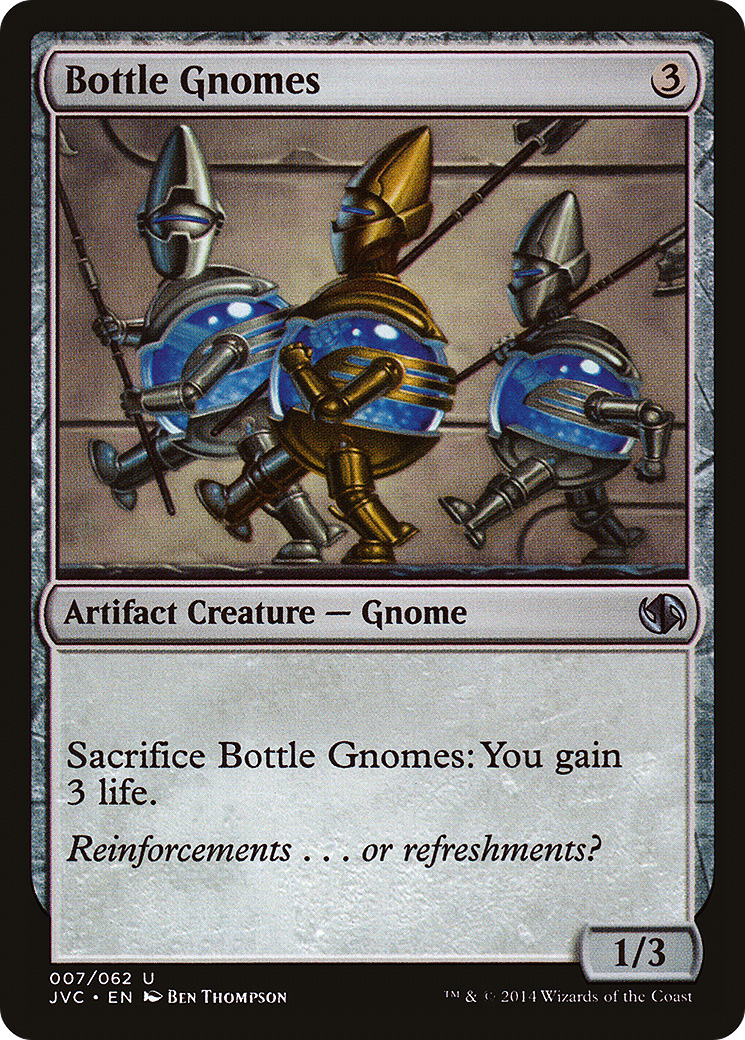 Bottle Gnomes 3
Artifact Creature — Gnome
Sacrifice Bottle Gnomes: You gain
3 life.
Reinforcements . . . or refreshments?
1/3
007/062 U
JVC • EN Ben Thompson
™ & © 2014 Wizards of the Coast